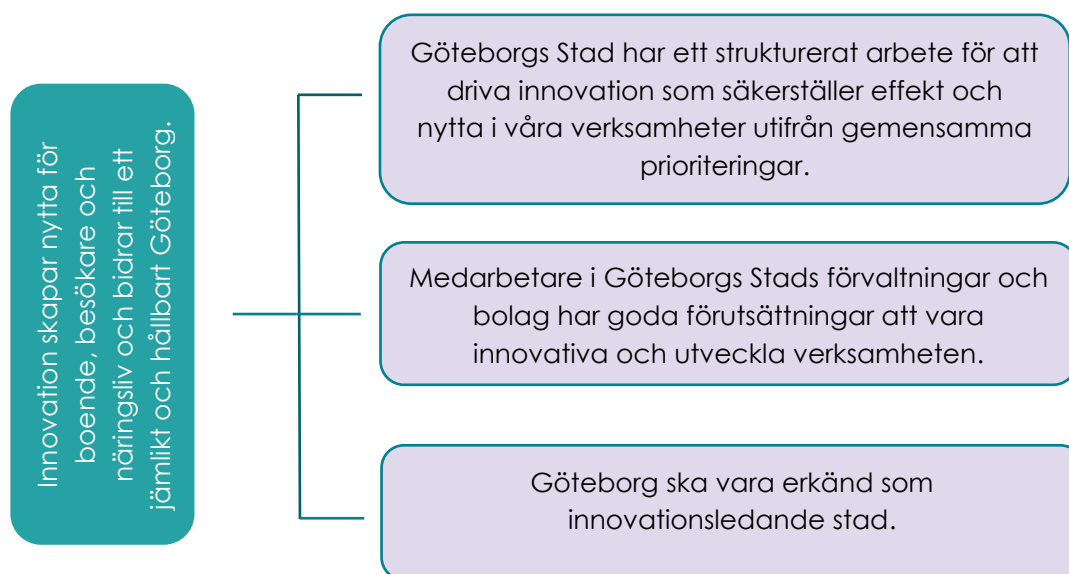 Innovation skapar nytta för
boende, besökare och
näringsliv och bidrar till ett
jämlikt och hållbart Göteborg.
Göteborgs Stad har ett strukturerat arbete för att
driva innovation som säkerställer effekt och
nytta i våra verksamheter utifrån gemensamma
prioriteringar.
Medarbetare i Göteborgs Stads förvaltningar och
bolag har goda förutsättningar att vara
innovativa och utveckla verksamheten.
Göteborg ska vara erkänd som
innovationsledande stad.